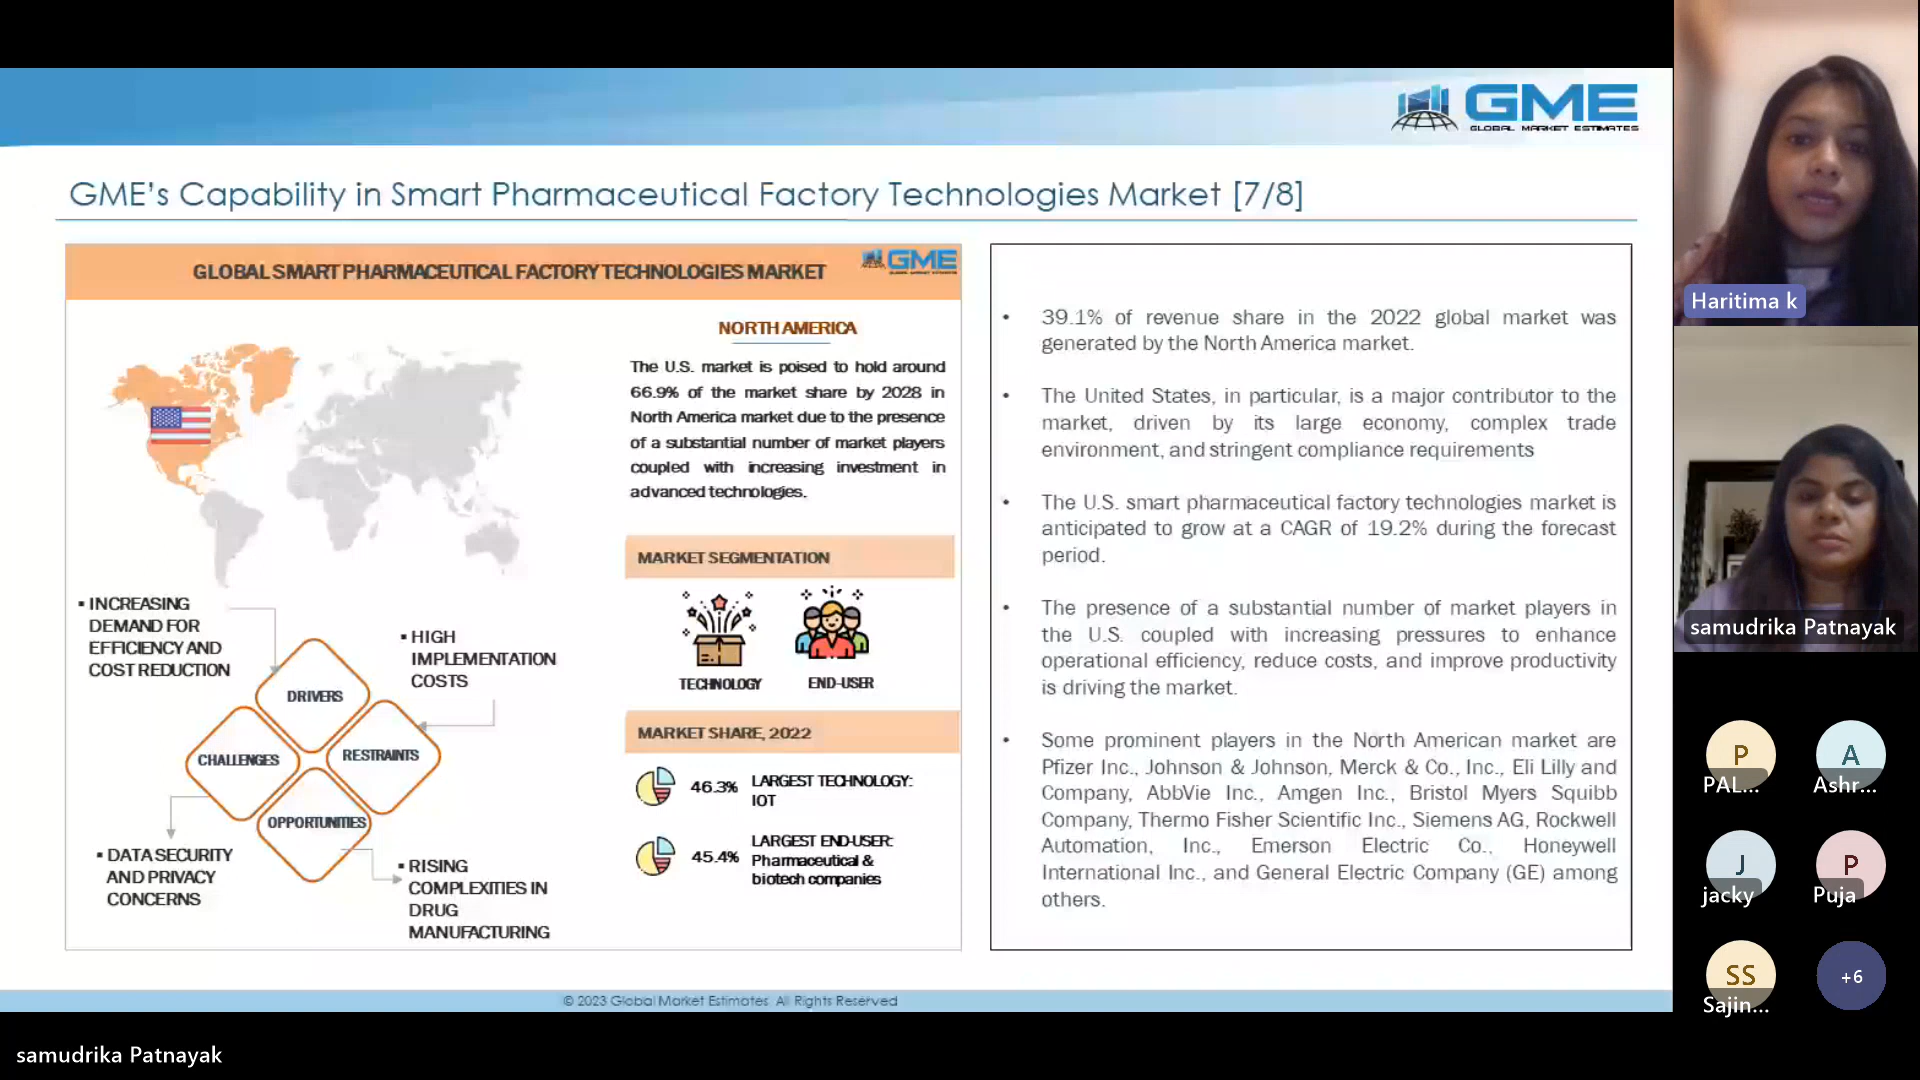 GME
GLOBAL MARKET ESTIMATES
GME's Capability in Smart Pharmaceutical Factory Technologies Market [7/8]
GLOBAL SMART PHARMACEUTICAL FACTORY TECHNOLOGIES MARKET
GME
NORTH AMERICA
The U.S. market is poised to hold around
66.9% of the market share by 2028 in
North America market due to the presence
of a substantial number of market players
coupled with increasing investment in
advanced technologies.
MARKET SEGMENTATION
TECHNOLOGY
END-USER
MARKET SHARE, 2022
46.3%
LARGEST TECHNOLOGY:
IOT
45.4%
LARGEST END-USER:
Pharmaceutical &
biotech companies
▪ INCREASING
DEMAND FOR
EFFICIENCY AND
COST REDUCTION
▪ HIGH
IMPLEMENTATION
COSTS
DRIVERS
CHALLENGES
RESTRAINTS
OPPORTUNITIES
▪ DATA SECURITY
AND PRIVACY
CONCERNS
▪ RISING
COMPLEXITIES IN
DRUG
MANUFACTURING
• 39.1% of revenue share in the 2022 global market was
generated by the North America market.
• The United States, in particular, is a major contributor to the
market, driven by its large economy, complex trade
environment, and stringent compliance requirements
• The U.S. smart pharmaceutical factory technologies market is
anticipated to grow at a CAGR of 19.2% during the forecast
period.
• The presence of a substantial number of market players in
the U.S. coupled with increasing pressures to enhance
operational efficiency, reduce costs, and improve productivity
is driving the market.
• Some prominent players in the North American market are
Pfizer Inc., Johnson & Johnson, Merck & Co., Inc., Eli Lilly and
Company, AbbVie Inc., Amgen Inc., Bristol Myers Squibb
Company, Thermo Fisher Scientific Inc., Siemens AG, Rockwell
Automation, Inc., Emerson Electric Co., Honeywell
International Inc., and General Electric Company (GE) among
others.
© 2023 Global Market Estimates. All Rights Reserved
samudrika Patnayak
Haritima k
samudrika Patnayak
P
PAL...
A
Ashr...
J
jacky
P
Puja
SS
Sajin...
+6